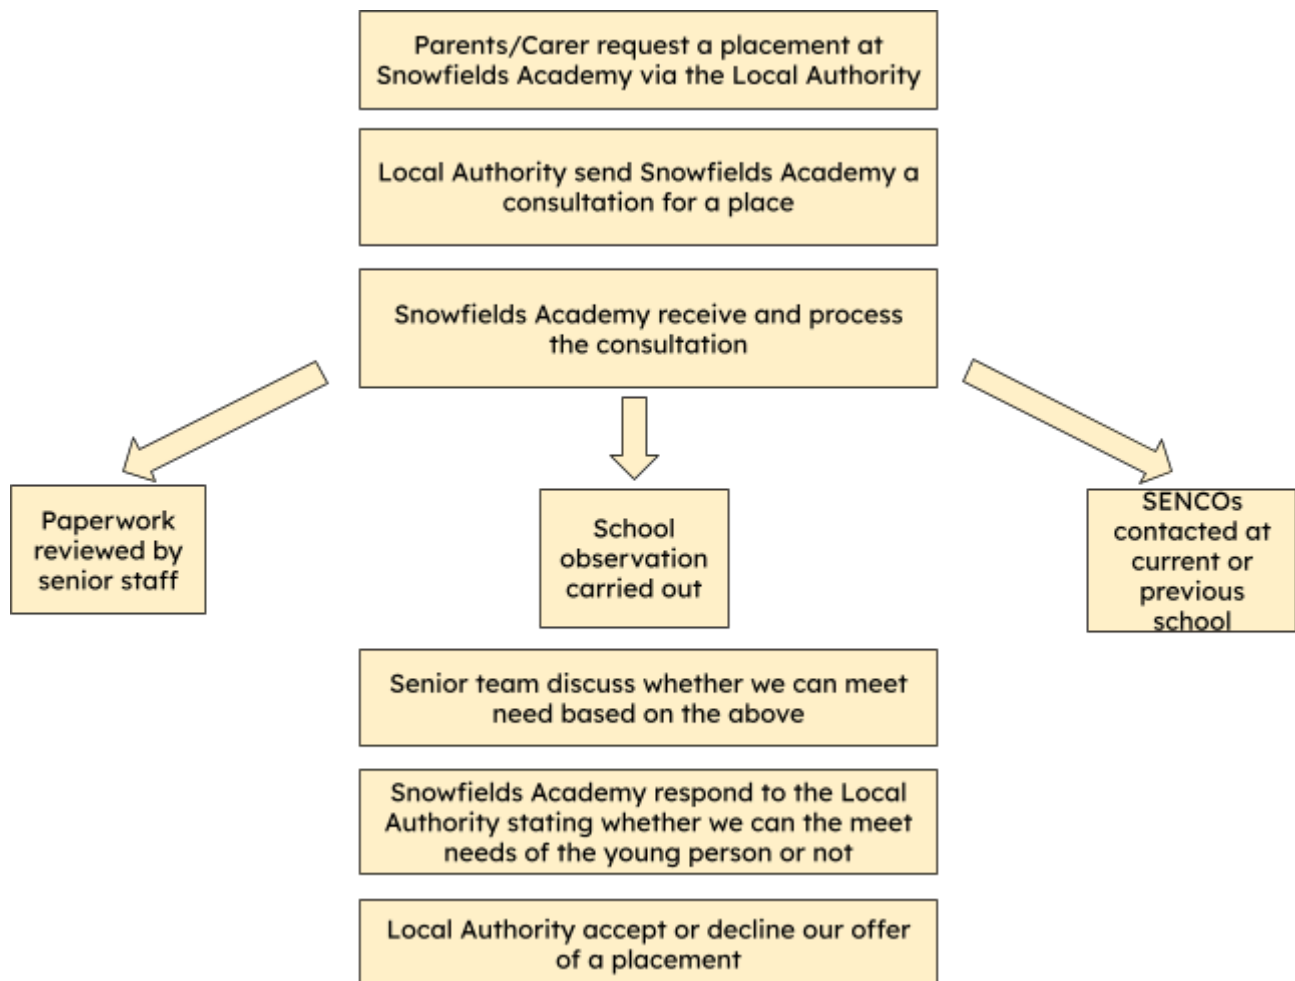 Parents/Carer request a placement at
Snowfields Academy via the Local Authority
Local Authority send Snowfields Academy a
consultation for a place
Snowfields Academy receive and process
the consultation
Paperwork
reviewed by
senior staff
School
observation
carried out
SENCOs
contacted at
current or
previous
school
Senior team discuss whether we can meet
need based on the above
Snowfields Academy respond to the Local
Authority stating whether we can the meet
needs of the young person or not
Local Authority accept or decline our offer
of a placement